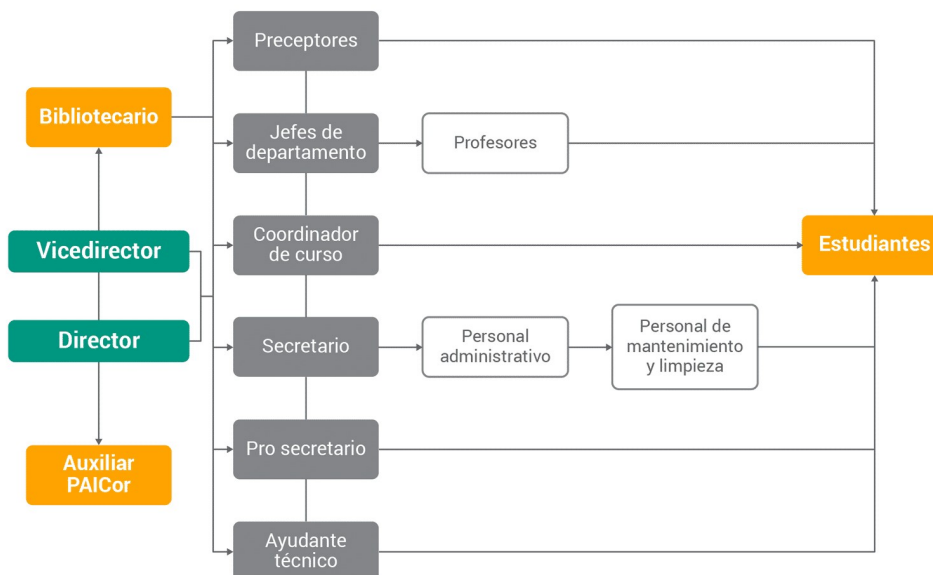 Preceptores
Bibliotecario
Jefes de
departamento
Profesores
Vicedirector
Coordinador
de curso
Estudiantes
Director
Secretario
Personal
administrativo
Personal de
mantenimiento
y limpieza
Auxiliar
PAICor
Pro secretario
Ayudante
técnico